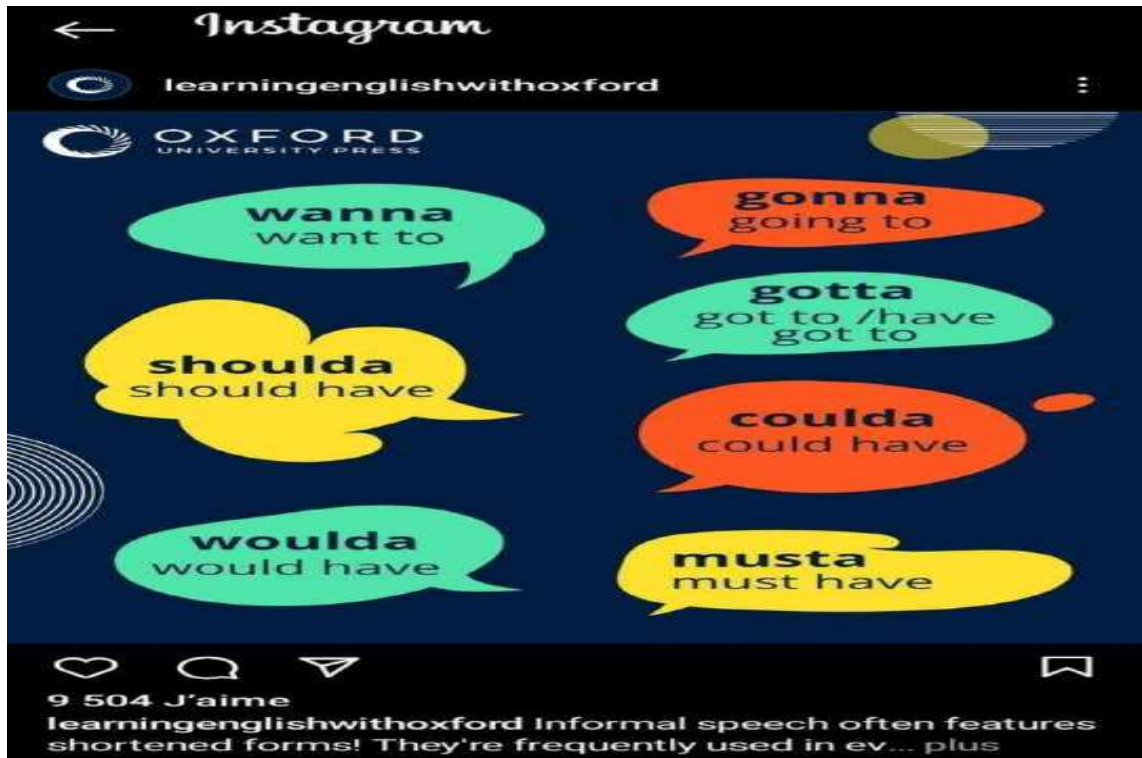 Instagram
learningenglishwithoxford
OXFORD
UNIVERSITY PRESS
wanna
want to
gonna
going to
gotta
got to /have
got to
shoulda
should have
coulda
could have
woulda
would have
musta
must have
9 504 J'aime
learningenglishwithoxford Informal speech often features
shortened forms! They're frequently used in ev... plus